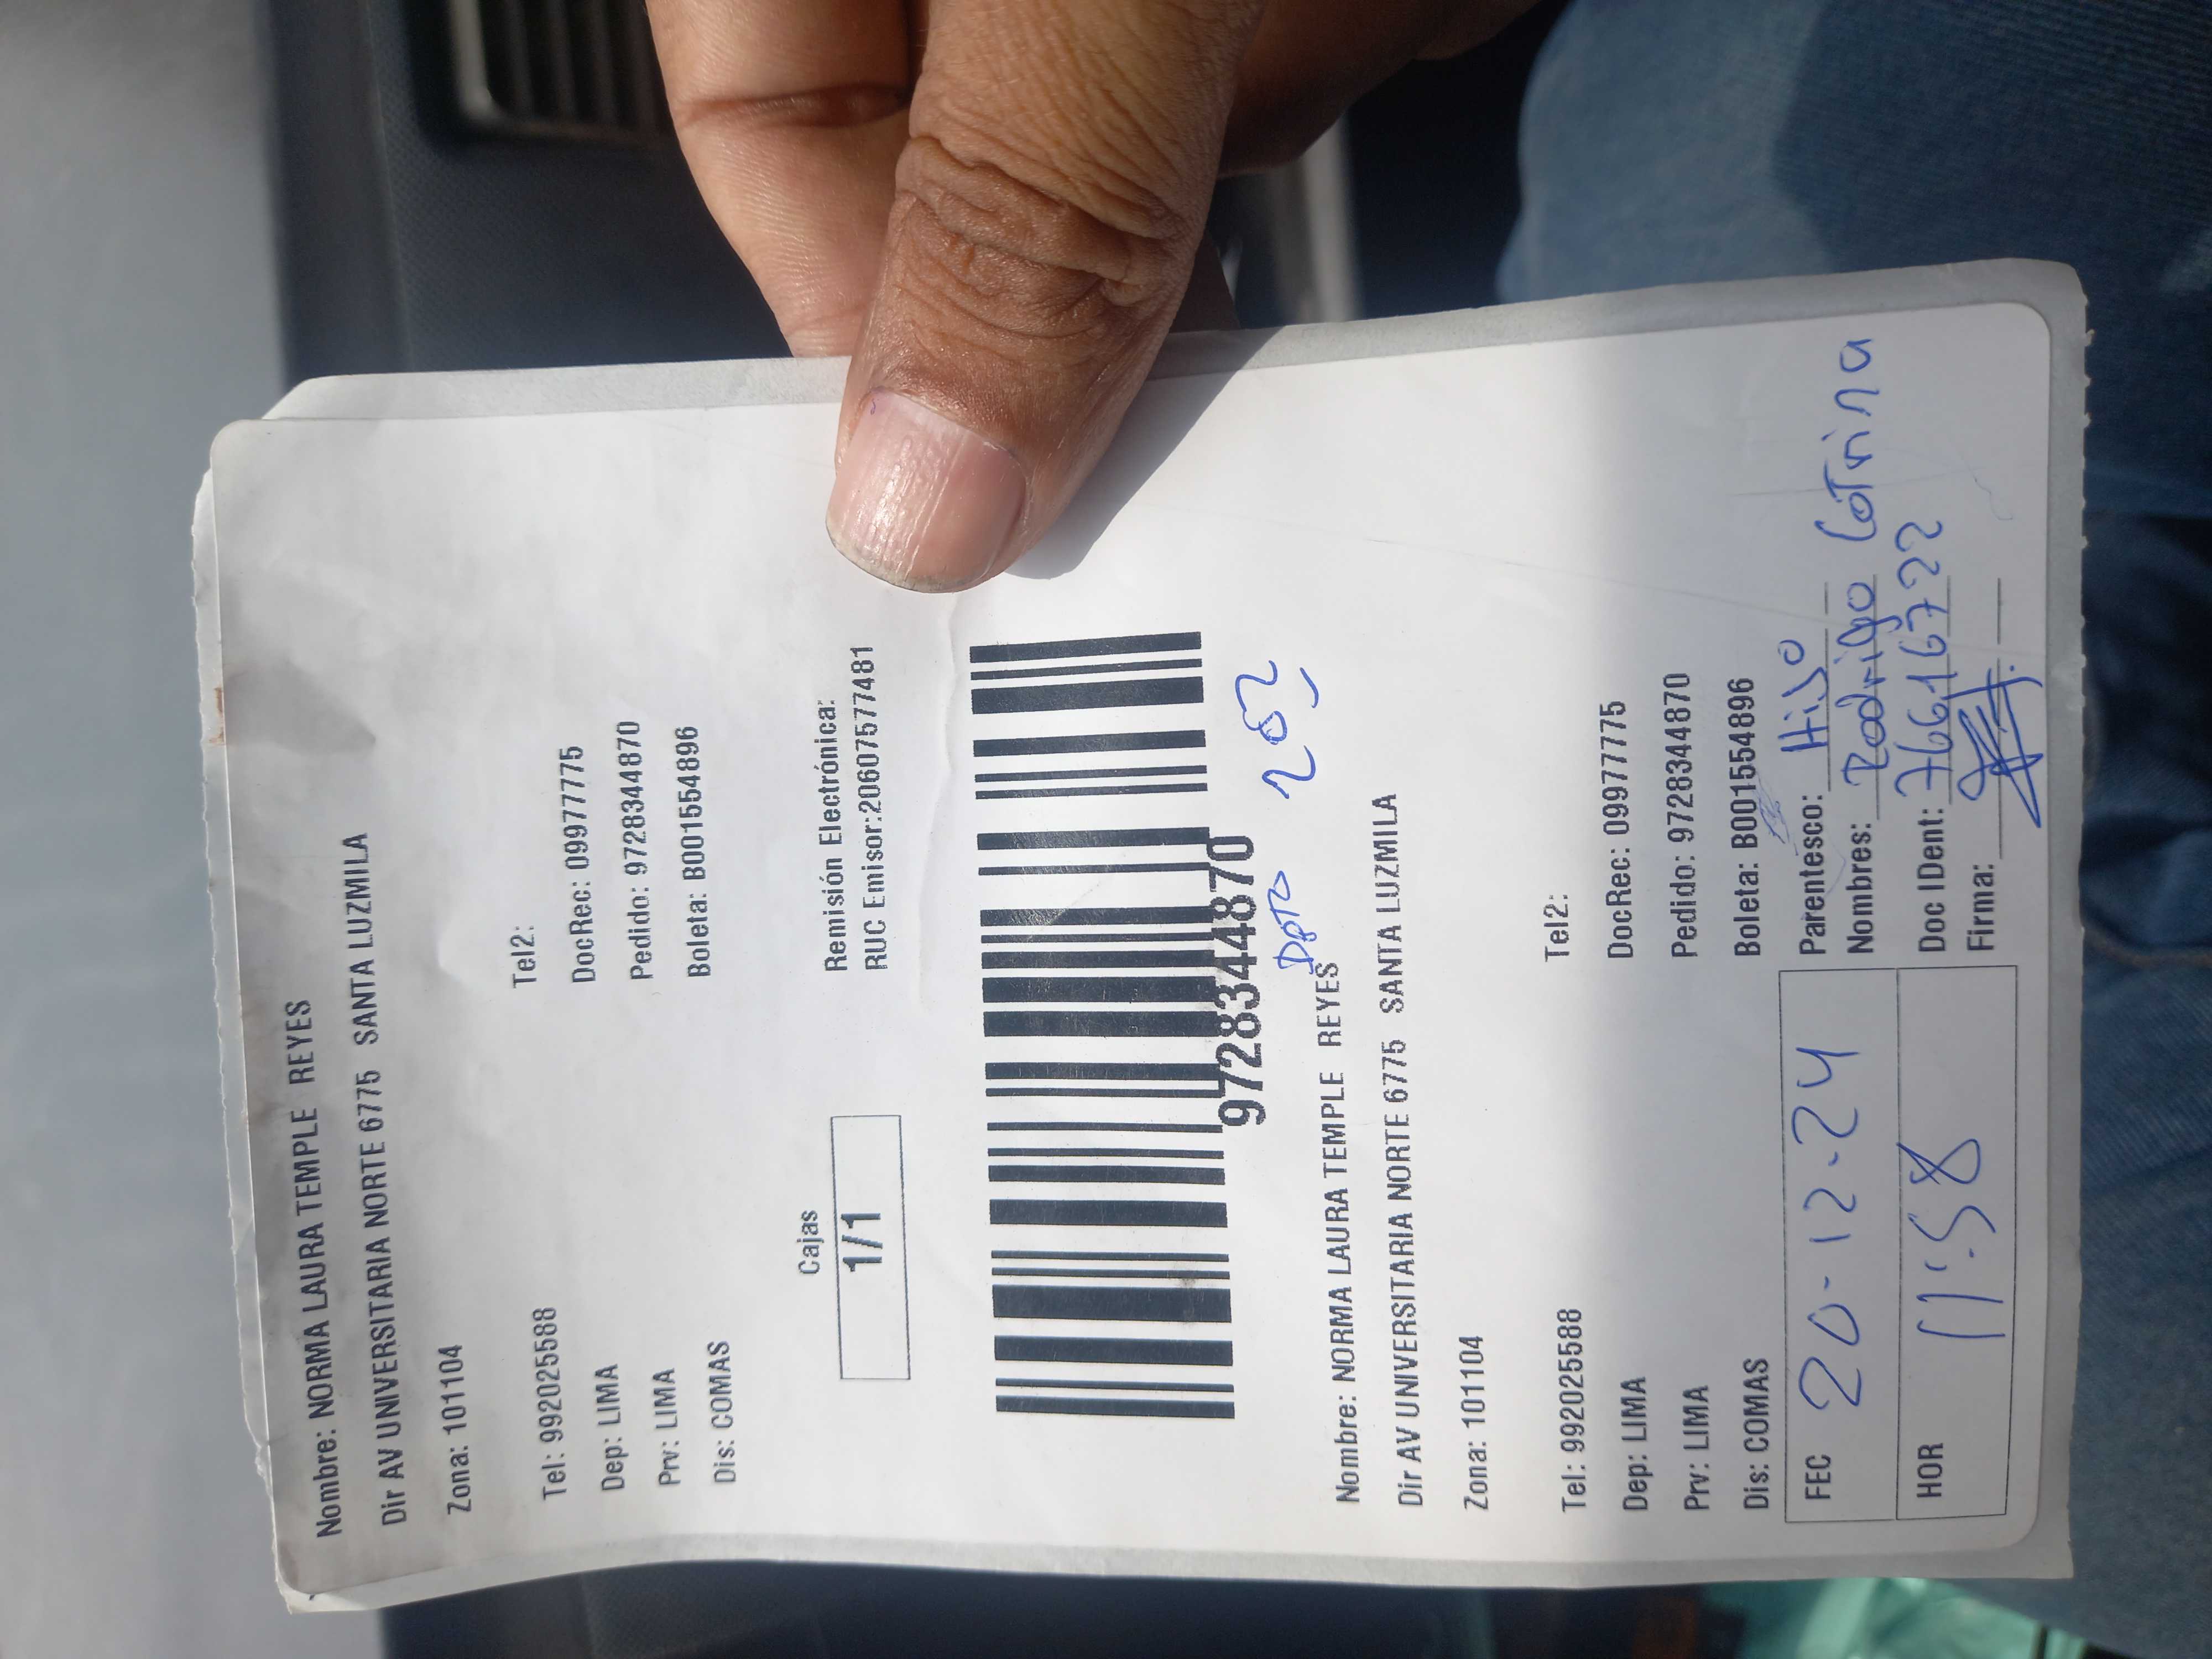 Nombre: NORMA LAURA TEMPLE REYES
Dir AV UNIVERSITARIA NORTE 6775 SANTA LUZMILA
Zona: 101104
Tel: 992025588 Tel2:
Dep: LIMA DocRec: 09977775
Prv: LIMA Pedido: 97283448​70
Dis: COMAS Boleta: B001554896
Cajas Remisión Electrónica:
1/1 RUC Emisor:20607577481
9728344870
DPTO 202
Nombre: NORMA LAURA TEMPLE REYES
Dir AV UNIVERSITARIA NORTE 6775 SANTA LUZMILA
Zona: 101104
Tel: 992025588 Tel2:
Dep: LIMA DocRec: 09977775
Prv: LIMA Pedido: 9728344870
Dis: COMAS Boleta: B001554896
FEC 20-12-24 Parentesco: Hijo
Nombres: Rodrigo Cotrina
HOR 11:58 Doc IDent: 76616722
Firma: